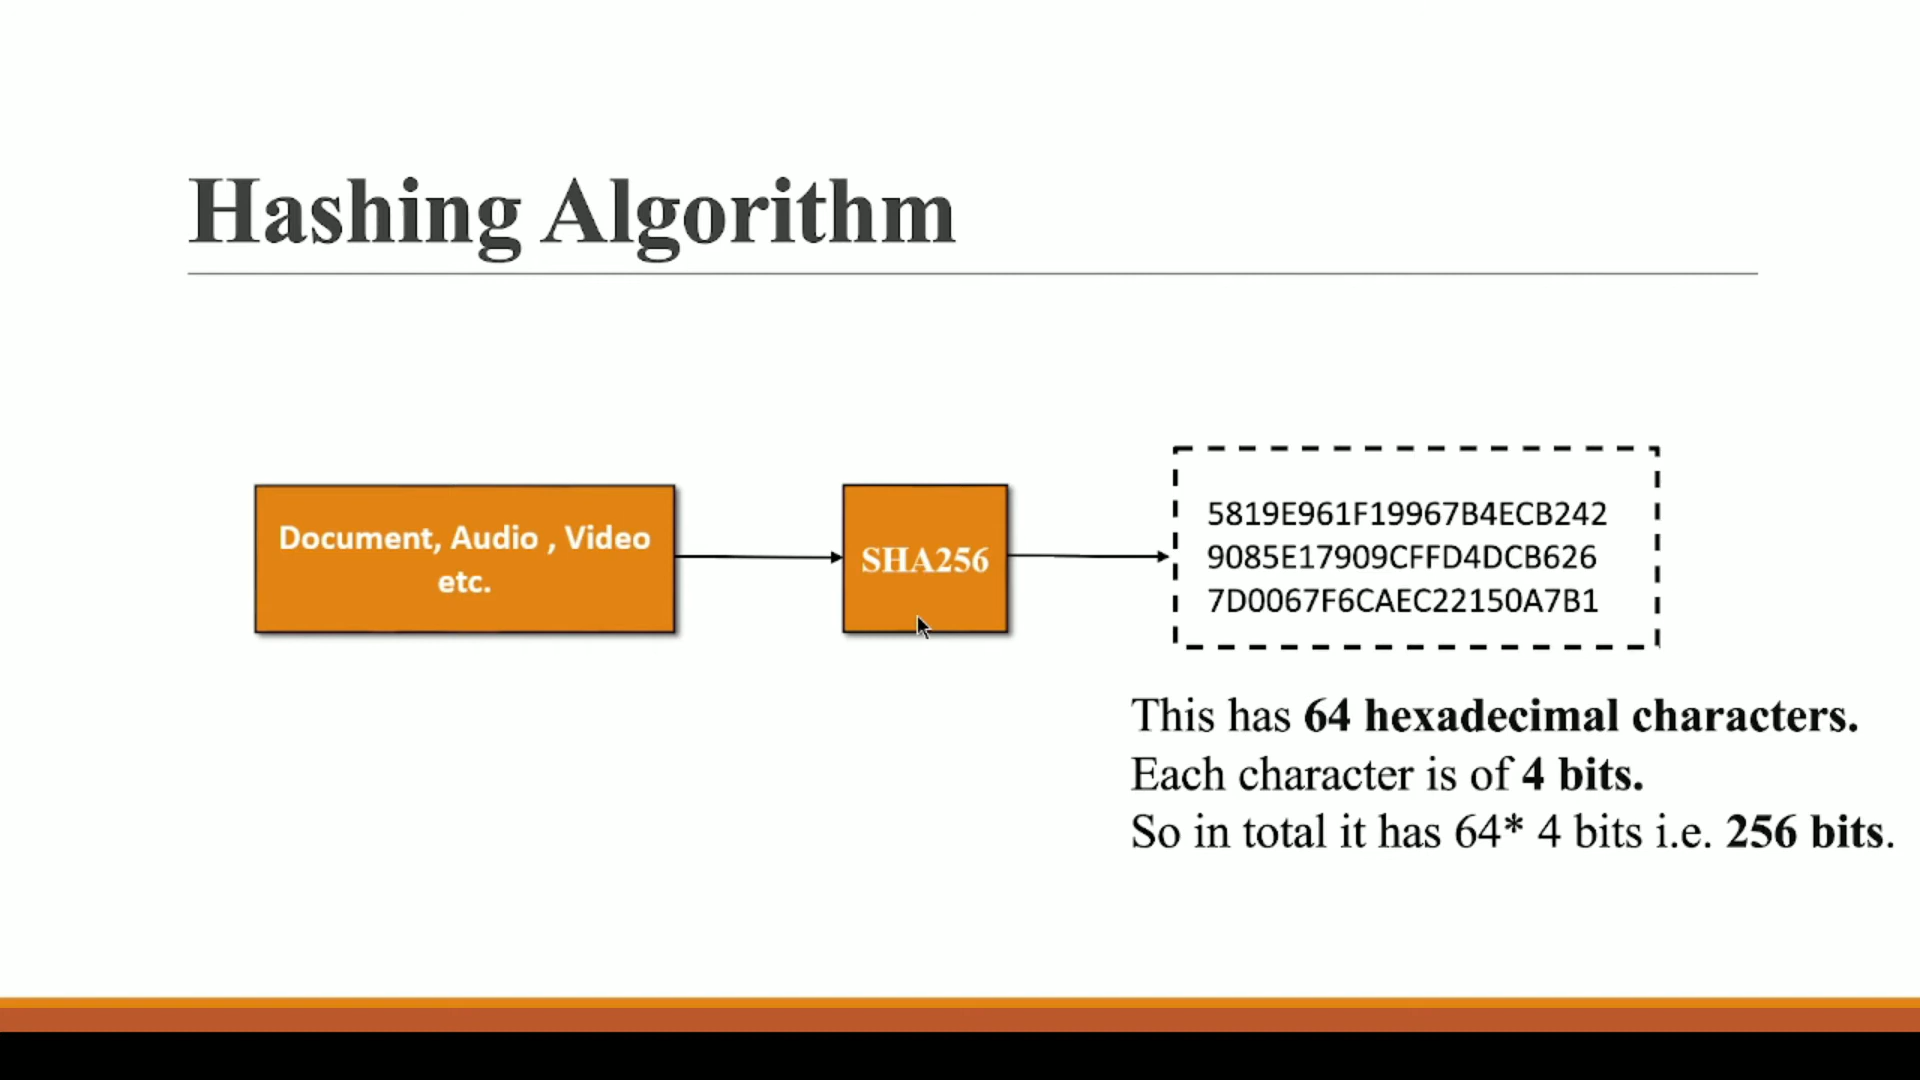 Hashing Algorithm
Document, Audio , Video
etc.
SHA256
5819E961F19967B4ECB242
9085E17909CFFD4DCB626
7D0067F6CAEC22150A7B1
This has 64 hexadecimal characters.
Each character is of 4 bits.
So in total it has 64* 4 bits i.e. 256 bits.